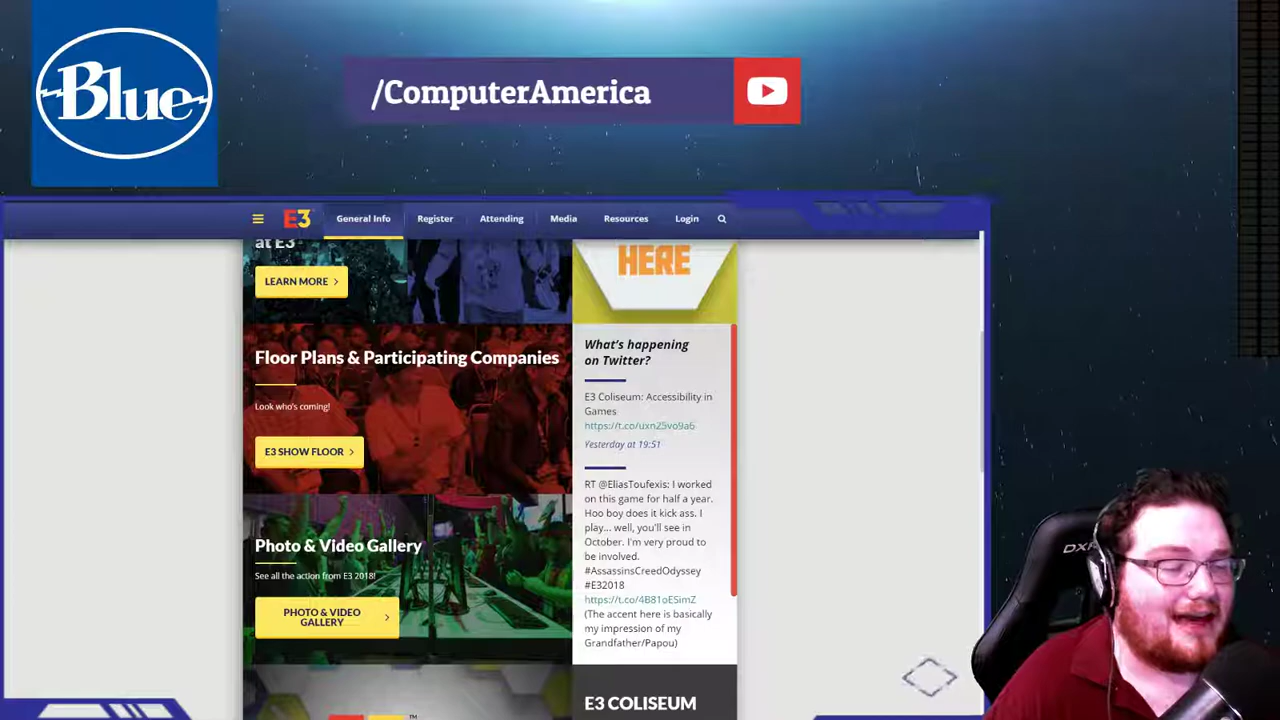 Blue
/ComputerAmerica
E3
General Info
Register
Attending
Media
Resources
Login
at E3
LEARN MORE
HERE
Floor Plans & Participating Companies
Look who's coming!
E3 SHOW FLOOR
Photo & Video Gallery
See all the action from E3 2018!
PHOTO & VIDEO
GALLERY
What's happening
on Twitter?
E3 Coliseum: Accessibility in
Games
https://t.co/uxn25vo9a6
Yesterday at 19:51
RT @EliasToufexis: I worked
on this game for half a year.
Hoo boy does it kick ass. I
play... well, you'll see in
October. I'm very proud to
be involved.
#AssassinsCreedOdyssey
#E32018
https://t.co/4B81oESimZ
(The accent here is basically
my impression of my
Grandfather/Papou)
E3 COLISEUM
™
DXR